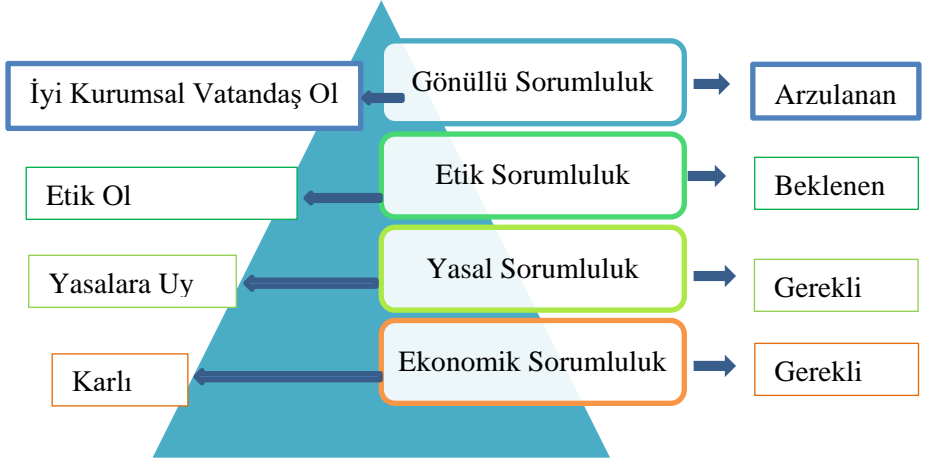 İyi Kurumsal Vatandaş Ol
Gönüllü Sorumluluk
Arzulanan
Etik Ol
Etik Sorumluluk
Beklenen
Yasalara Uy
Yasal Sorumluluk
Gerekli
Karlı
Ekonomik Sorumluluk
Gerekli